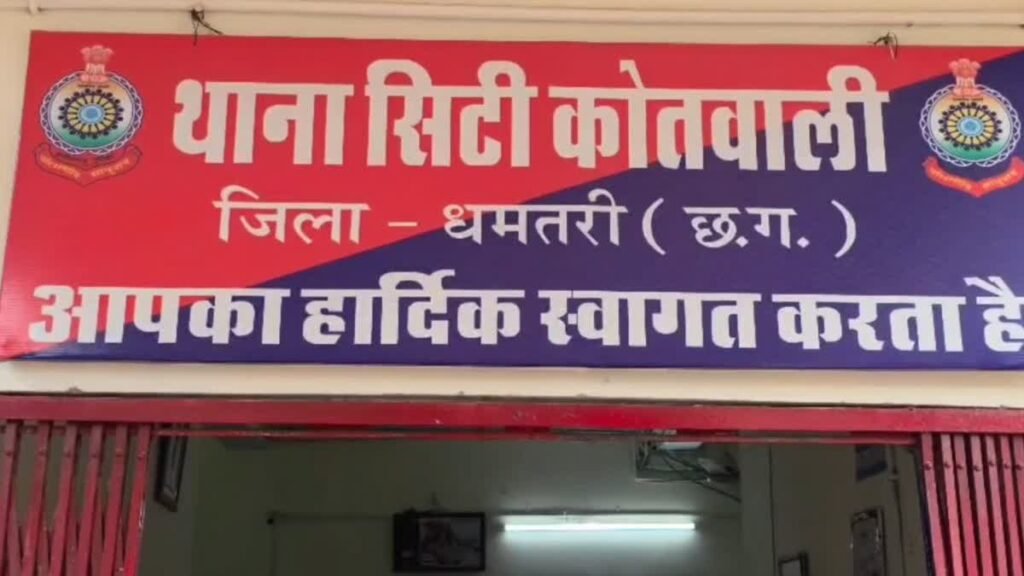 थाना सिटी कोतवाली
जिला - धमतरी ( छ.ग. )
आपका हार्दिक स्वागत करता है